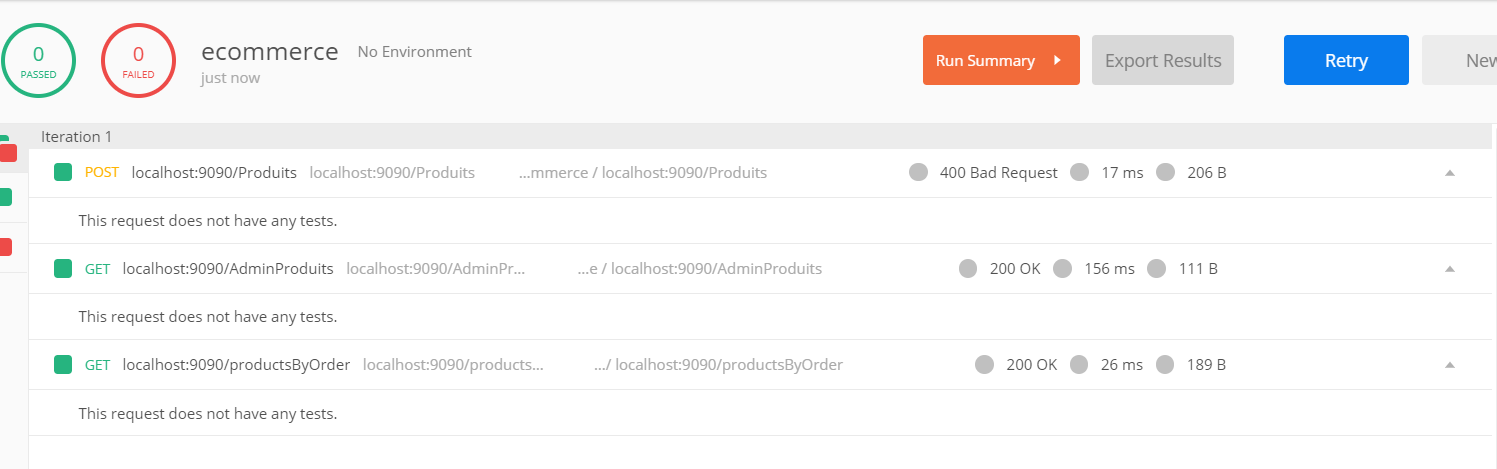 0 PASSED 0 FAILED ecommerce No Environment Run Summary Export Results Retry New
just now
Iteration 1
POST localhost:9090/Produits localhost:9090/Produits ...mmerce / localhost:9090/Produits 400 Bad Request 17 ms 206 B
This request does not have any tests.
GET localhost:9090/AdminProduits localhost:9090/AdminPr... ...e / localhost:9090/AdminProduits 200 OK 156 ms 111 B
This request does not have any tests.
GET localhost:9090/productsByOrder localhost:9090/products... .../ localhost:9090/productsByOrder 200 OK 26 ms 189 B
This request does not have any tests.